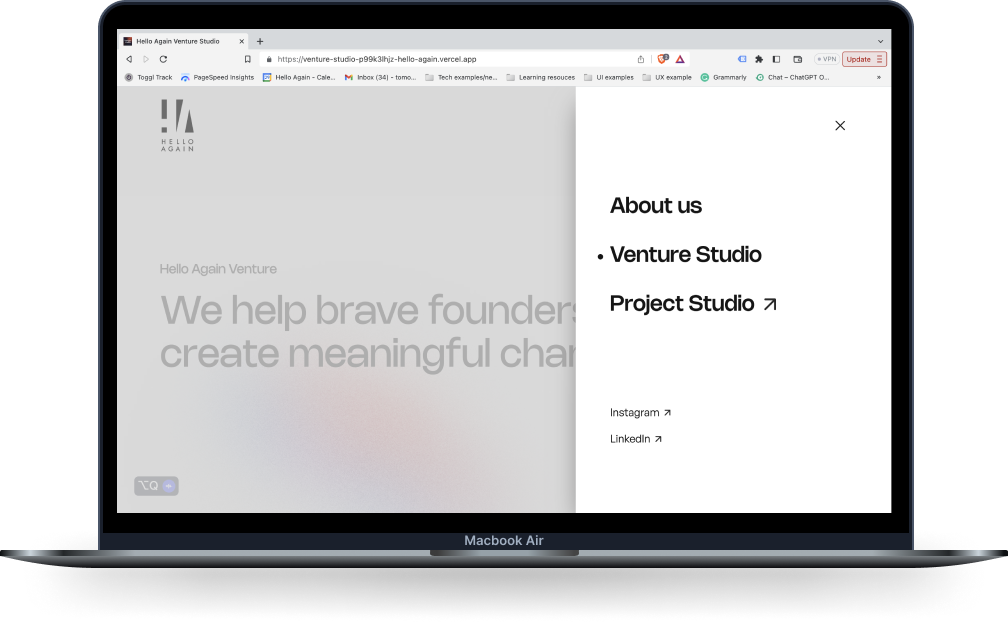 Hello Again Venture Studio
https://venture-studio-p99k3lhjz-hello-again.vercel.app
VPN
Update
Toggl Track
PageSpeed Insights
Hello Again - Cale...
Inbox (34) - tomo...
Tech examples/ne...
Learning resouces
UI examples
UX example
Grammarly
Chat – ChatGPT O...
»
HELLO
AGAIN
Hello Again Venture
We help brave founders
create meaningful chan
About us
• Venture Studio
Project Studio
Instagram
LinkedIn
⌥Q
Macbook Air